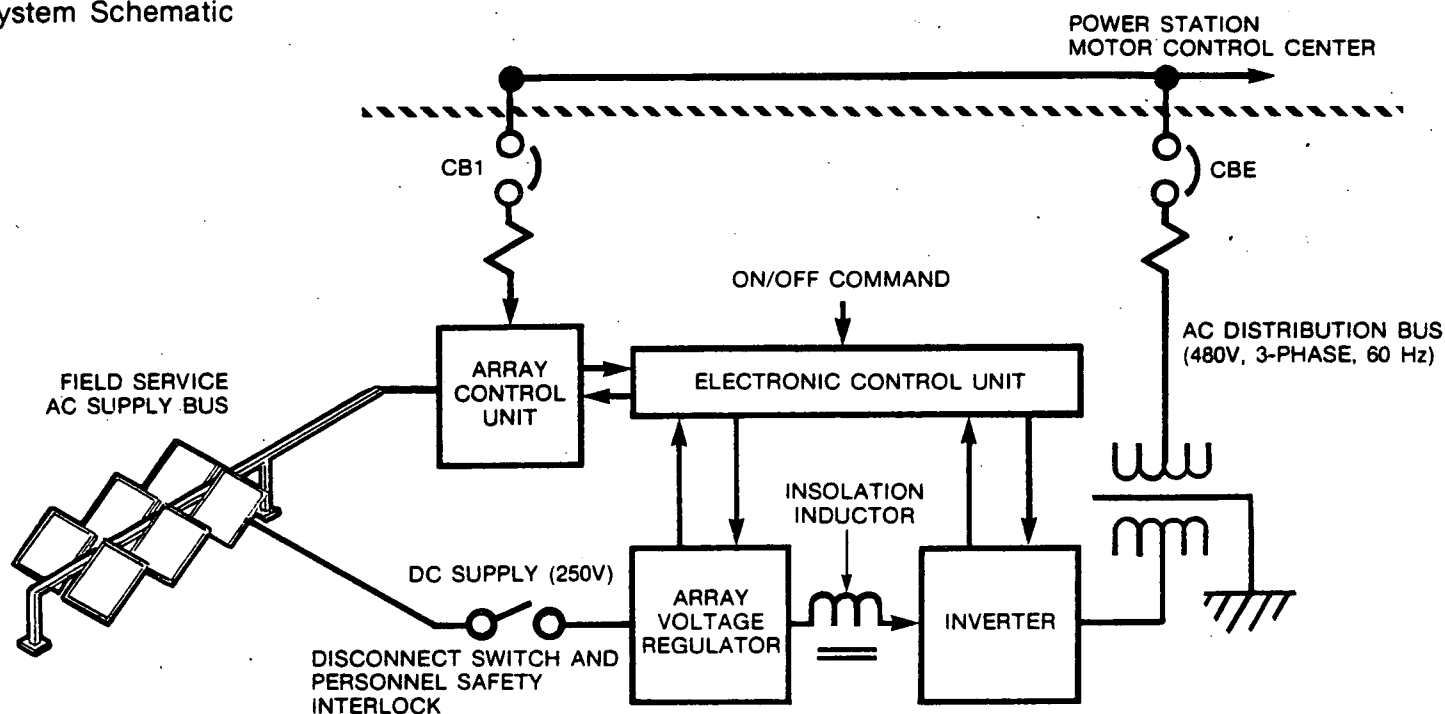 ystem Schematic
POWER STATION
MOTOR CONTROL CENTER
CB1
CBE
ON/OFF COMMAND
AC DISTRIBUTION BUS
(480V, 3-PHASE, 60 Hz)
ARRAY
CONTROL
UNIT
ELECTRONIC CONTROL UNIT
FIELD SERVICE
AC SUPPLY BUS
INSOLATION
INDUCTOR
DC SUPPLY (250V)
ARRAY
VOLTAGE
REGULATOR
INVERTER
DISCONNECT SWITCH AND
PERSONNEL SAFETY
INTERLOCK